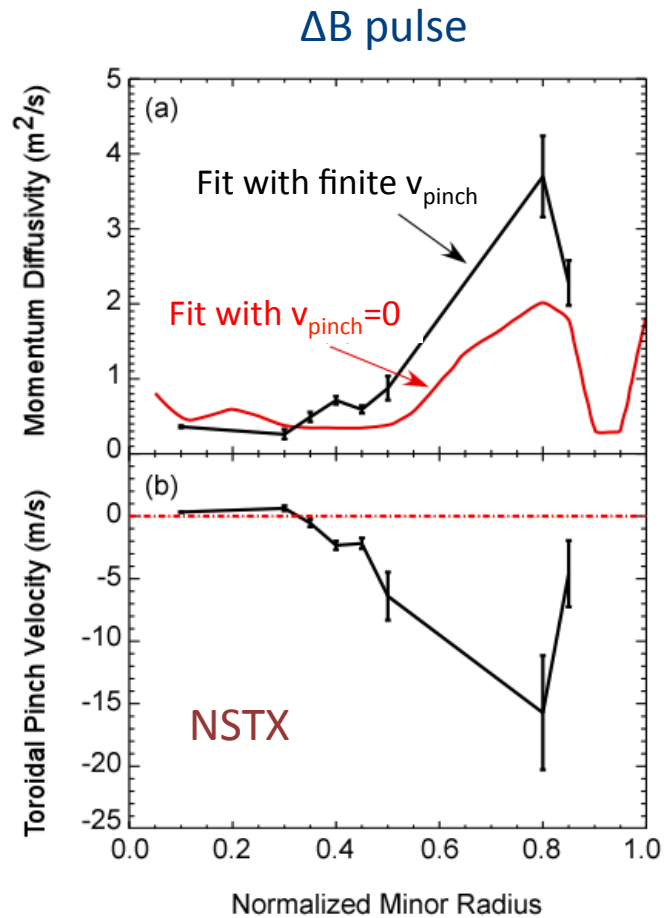 ΔB pulse
Momentum Diffusivity (m²/s)
5
4
3
2
1
0
(a)
Fit with finite v_pinch
Fit with v_pinch=0
Toroidal Pinch Velocity (m/s)
0
-5
-10
-15
-20
-25
(b)
NSTX
0.0 0.2 0.4 0.6 0.8 1.0
Normalized Minor Radius